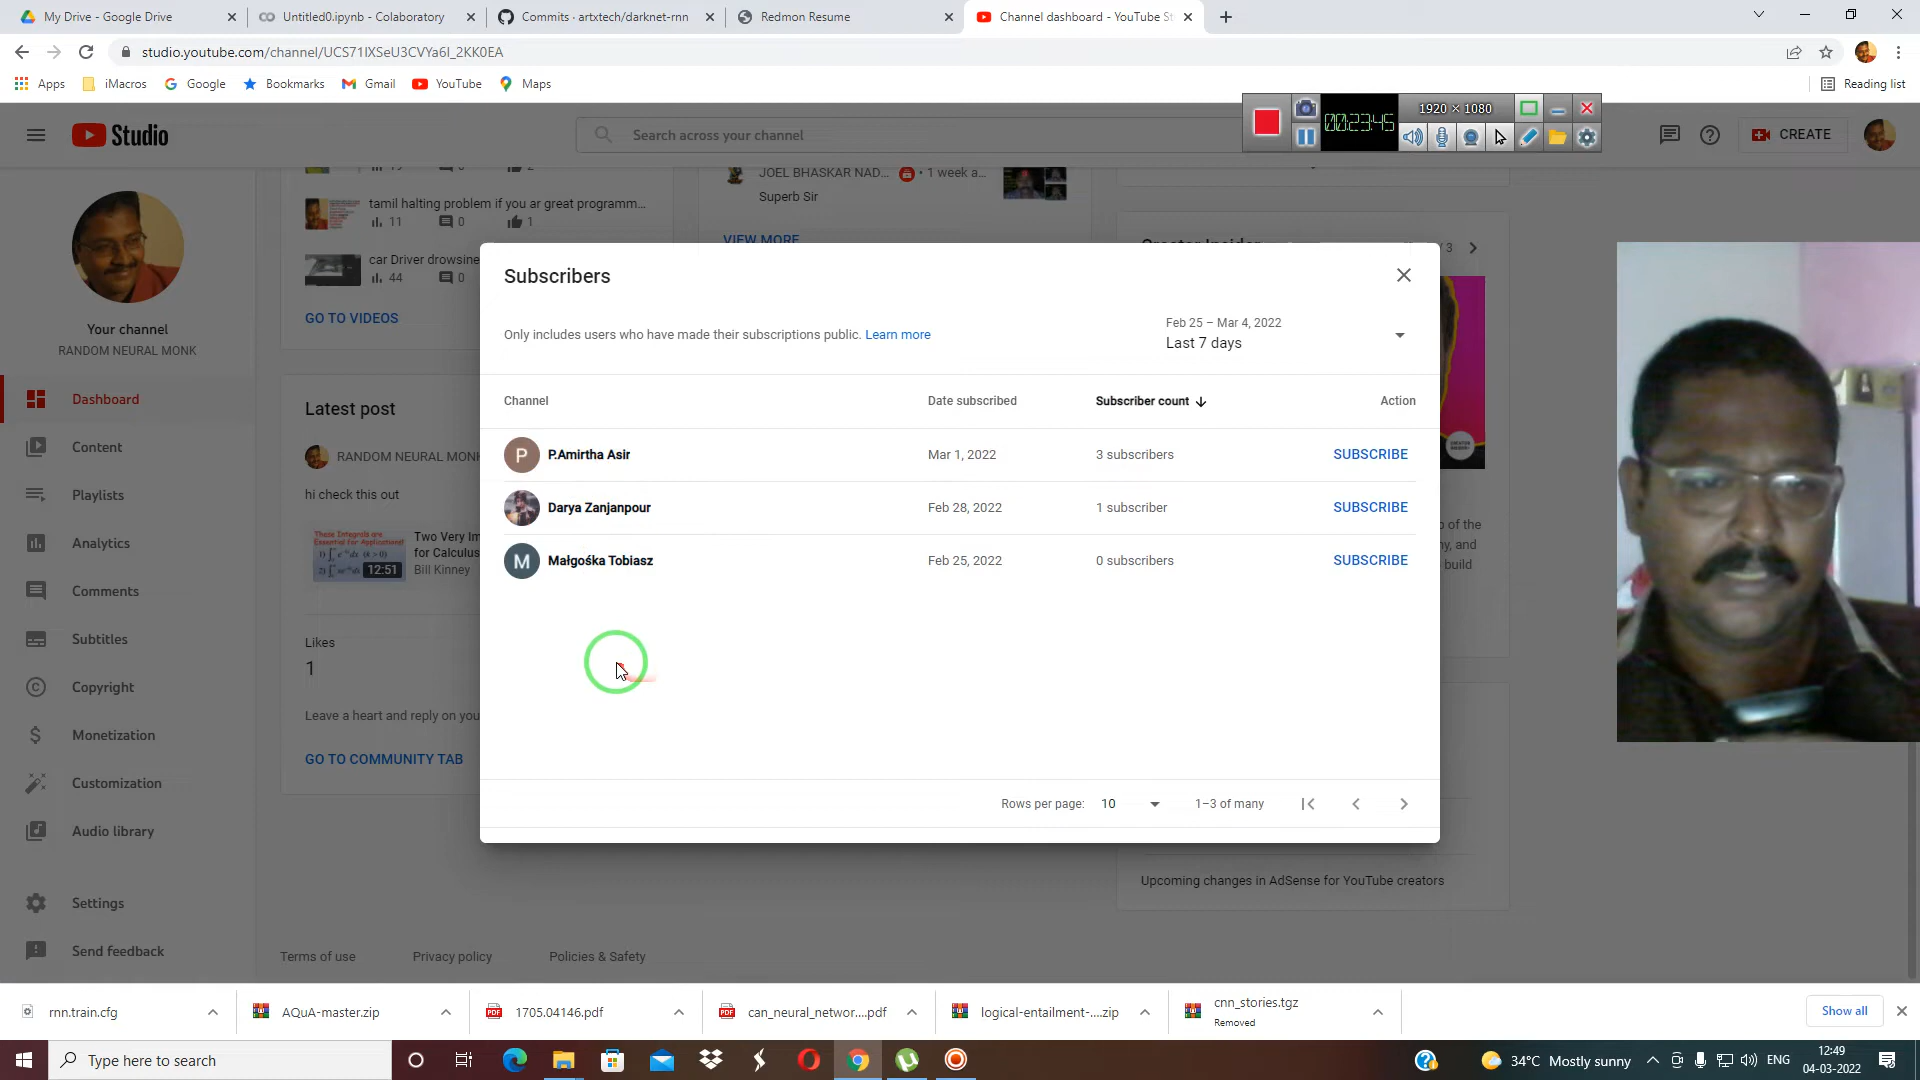 My Drive - Google Drive
Untitled0.ipynb - Colaboratory
Commits · artxtech/darknet-rnn
Redmon Resume
Channel dashboard - YouTube St
studio.youtube.com/channel/UCS71IXSeU3CVYa6I_2KK0EA
Apps
iMacros
Google
Bookmarks
Gmail
YouTube
Maps
Reading list
1920 × 1080
00:23:45
Studio
Search across your channel
CREATE
Your channel
RANDOM NEURAL MONK
Dashboard
Content
Playlists
Analytics
Comments
Subtitles
Copyright
Monetization
Customization
Audio library
Settings
Send feedback
tamil halting problem if you ar great programm...
11 0 1
car Driver drowsine
44 0
GO TO VIDEOS
JOEL BHASKAR NAD... • 1 week a...
Superb Sir
VIEW MORE
Latest post
RANDOM NEURAL MON
hi check this out
These Integrals are
Essential for Applications!
12:51
Two Very Im
for Calculus
Bill Kinney
Likes
1
Leave a heart and reply on you
GO TO COMMUNITY TAB
Subscribers
Only includes users who have made their subscriptions public. Learn more
Feb 25 – Mar 4, 2022
Last 7 days
Channel Date subscribed Subscriber count Action
P P.Amirtha Asir Mar 1, 2022 3 subscribers SUBSCRIBE
Darya Zanjanpour Feb 28, 2022 1 subscriber SUBSCRIBE
M Małgośka Tobiasz Feb 25, 2022 0 subscribers SUBSCRIBE
Rows per page: 10 1–3 of many
Upcoming changes in AdSense for YouTube creators
Terms of use
Privacy policy
Policies & Safety
rnn.train.cfg
AQuA-master.zip
1705.04146.pdf
can_neural_networ....pdf
logical-entailment-....zip
cnn_stories.tgz
Removed
Show all
Type here to search
34°C Mostly sunny
ENG
12:49
04-03-2022